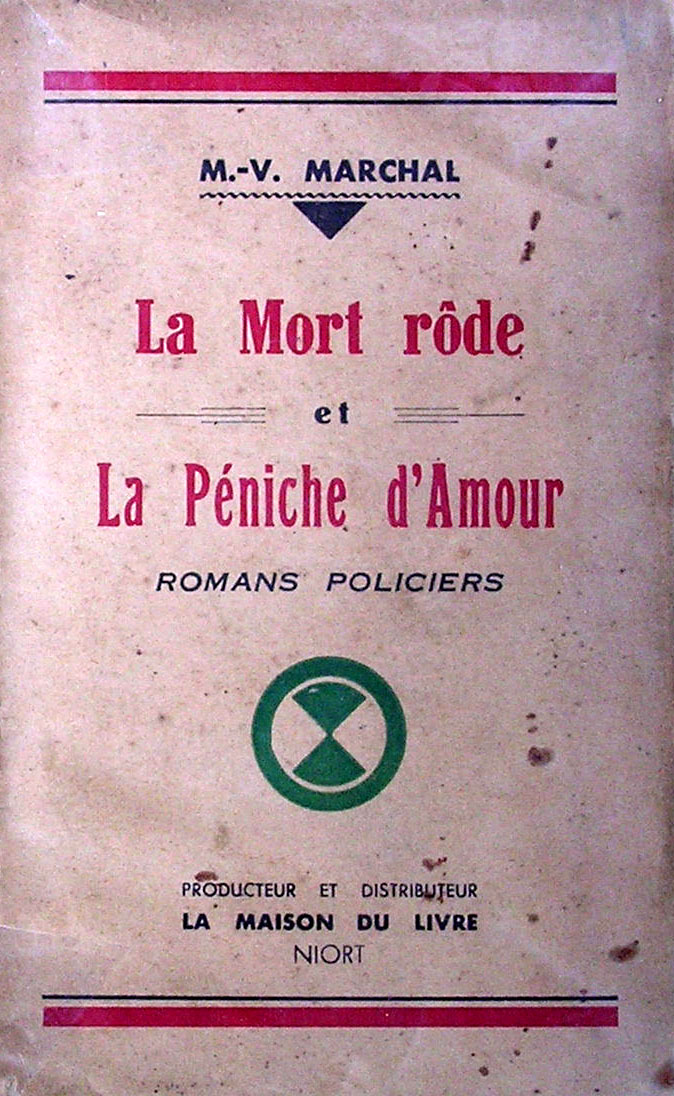 M.-V. MARCHAL
La Mort rôde
et
La Péniche d'Amour
ROMANS POLICIERS
PRODUCTEUR ET DISTRIBUTEUR
LA MAISON DU LIVRE
NIORT